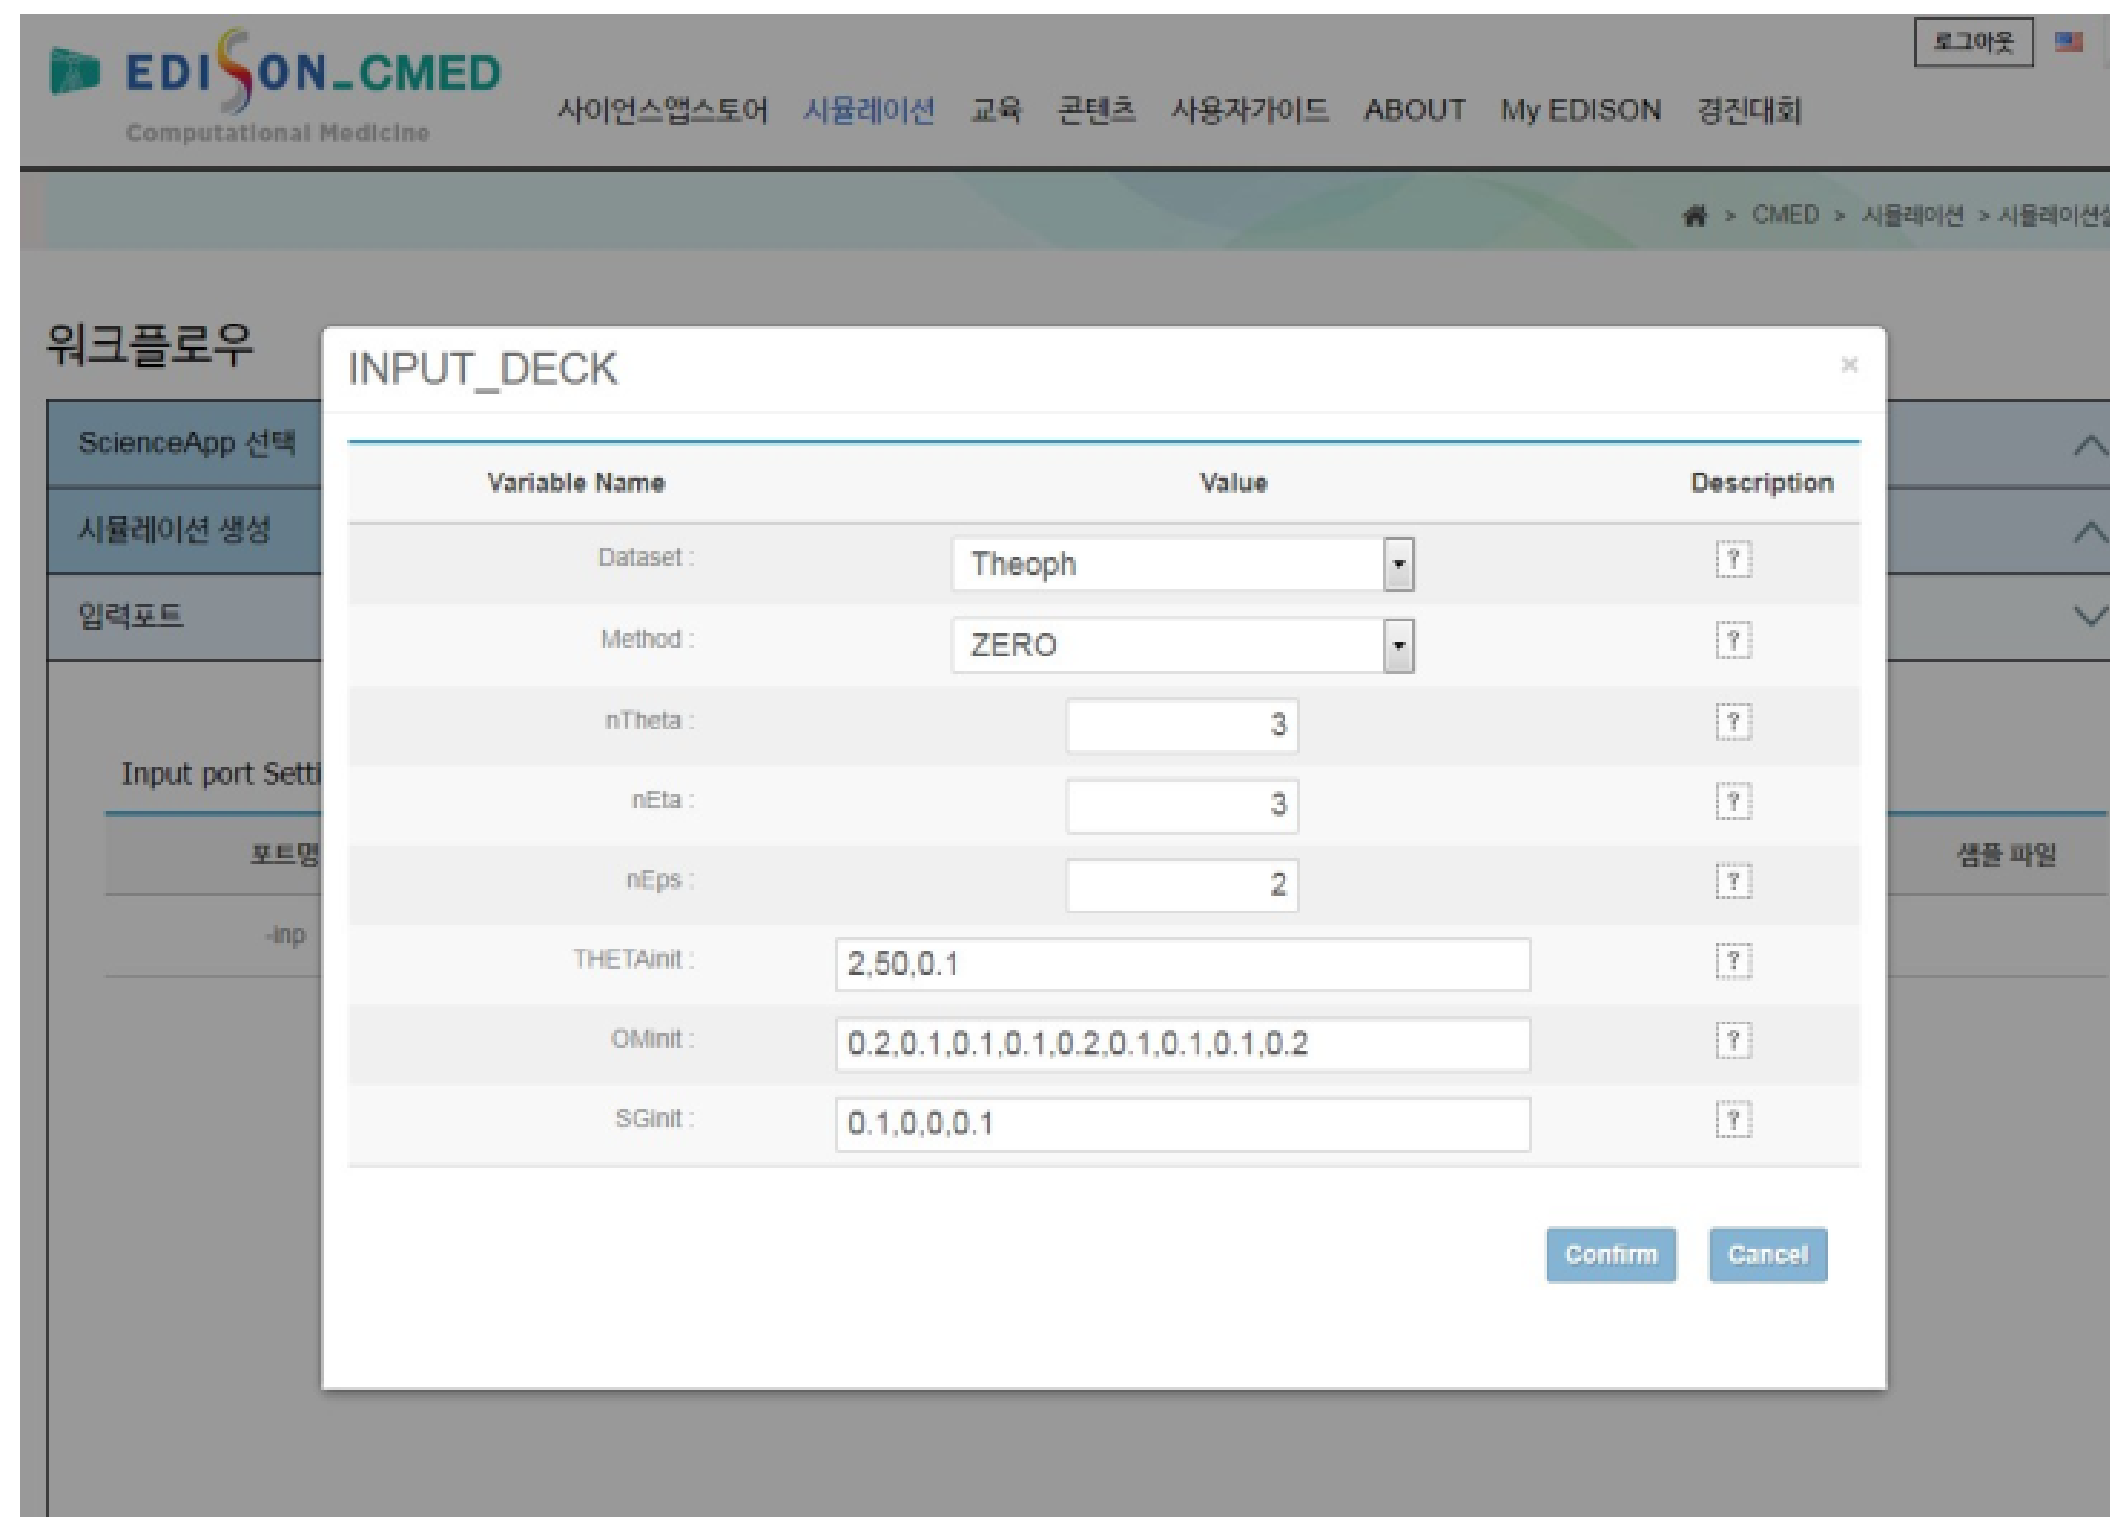 로그아웃
EDISON_CMED
Computational Medicine
사이언스앱스토어 시뮬레이션 교육 콘텐츠 사용자가이드 ABOUT My EDISON 경진대회
> CMED > 시뮬레이션 > 시뮬레이션
워크플로우
INPUT_DECK
×
ScienceApp 선택
시뮬레이션 생성
입력포트
Variable Name Value Description
Dataset : Theoph ?
Method : ZERO ?
nTheta : 3 ?
nEta : 3 ?
nEps : 2 ?
THETAinit : 2,50,0.1 ?
OMinit : 0.2,0.1,0.1,0.1,0.2,0.1,0.1,0.1,0.2 ?
SGinit : 0.1,0,0,0.1 ?
Input port Setti
포트명 샘플 파일
-inp
Confirm Cancel